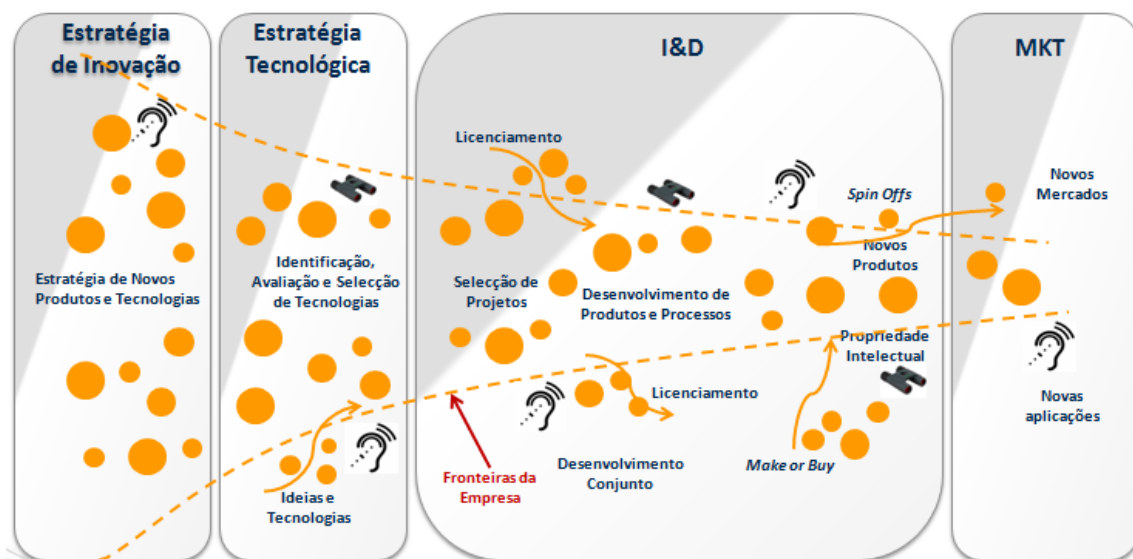 Estratégia
de Inovação
Estratégia
Tecnológica
I&D
MKT
Licenciamento
Spin Offs
Novos
Mercados
Novos
Produtos
Estratégia de Novos
Produtos e Tecnologias
Identificação,
Avaliação e Selecção
de Tecnologias
Selecção de
Projetos
Desenvolvimento de
Produtos e Processos
Propriedade
Intelectual
Licenciamento
Novas
aplicações
Fronteiras da
Empresa
Desenvolvimento
Conjunto
Make or Buy
Ideias e
Tecnologias